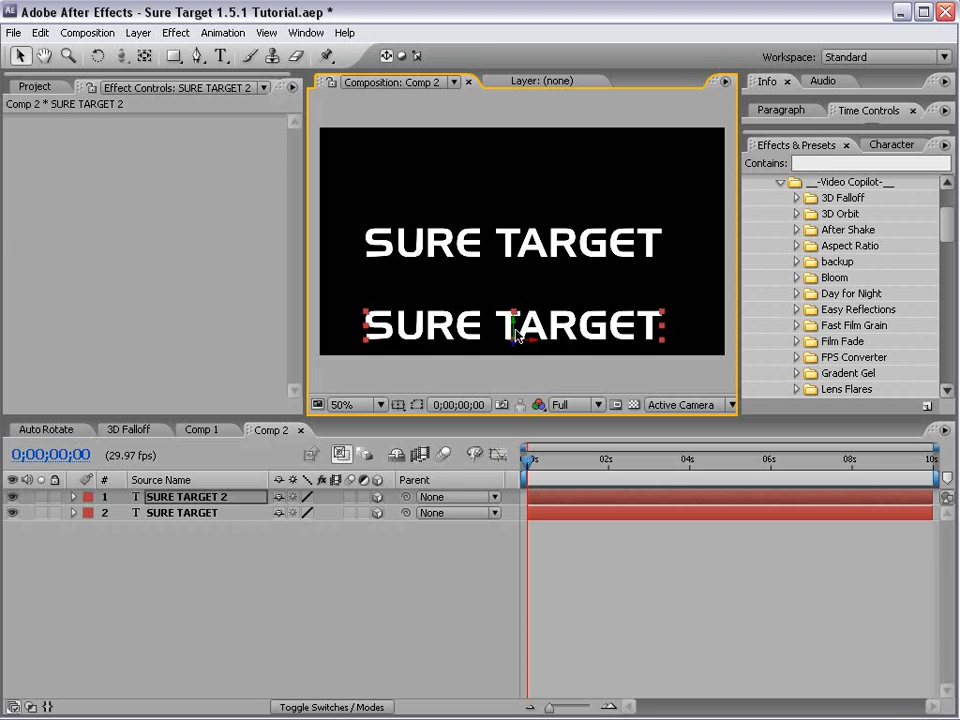 Adobe After Effects - Sure Target 1.5.1 Tutorial.aep *
File Edit Composition Layer Effect Animation View Window Help
Workspace: Standard
Project Effect Controls: SURE TARGET 2
Composition: Comp 2 Layer: (none)
Info Audio
Comp 2 * SURE TARGET 2
Paragraph Time Controls
Effects & Presets Character
Contains:
__-Video Copilot-__
3D Falloff
3D Orbit
After Shake
Aspect Ratio
backup
Bloom
Day for Night
Easy Reflections
Fast Film Grain
Film Fade
FPS Converter
Gradent Gel
Lens Flares
SURE TARGET
SURE TARGET
50% 0;00;00;00 Full Active Camera
Auto Rotate 3D Falloff Comp 1 Comp 2
0;00;00;00 (29.97 fps)
02s 04s 06s 08s 10s
# Source Name Parent
1 T SURE TARGET 2 None
2 T SURE TARGET None
Toggle Switches / Modes